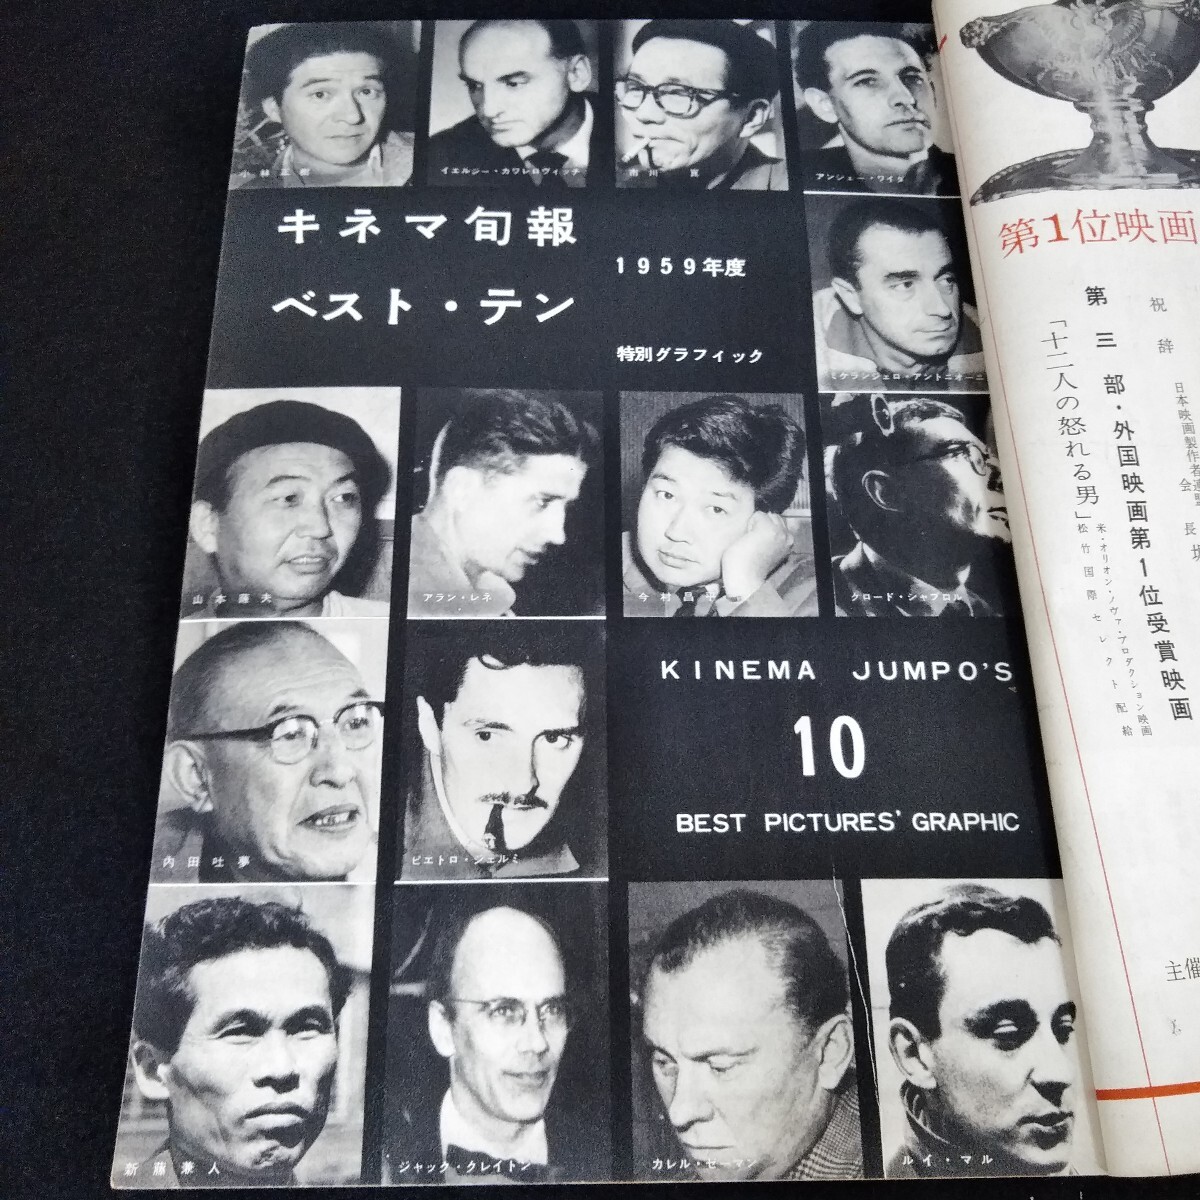 小林正樹
イエルジー・カワレロウィッチ
市川崑
アンジェー・ワイダ
キネマ旬報
1959年度
ベスト・テン
特別グラフィック
ミケランジェロ・アントニオーニ
山本薩夫
アラン・レネ
今村昌平
クロード・シャブロル
KINEMA JUMPO'S
10
BEST PICTURES' GRAPHIC
内田吐夢
ピエトロ・ジェルミ
新藤兼人
ジャック・クレイトン
カレル・ゼーマン
ルイ・マル
第1位映画
祝辞
日本映画製作者連盟
会長
第三部・外国映画第1位受賞映画
「十二人の怒れる男」
米・オリオン・ノヴァ・プロダクション映画
松竹国際セレクト配給
主催